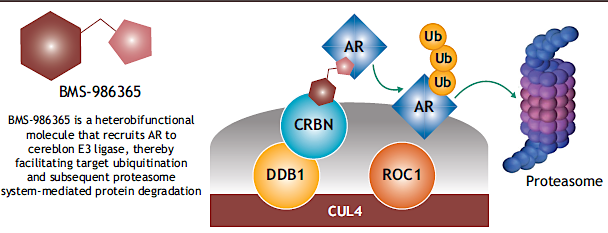 BMS-986365
BMS-986365 is a heterobifunctional
molecule that recruits AR to
cereblon E3 ligase, thereby
facilitating target ubiquitination
and subsequent proteasome
system-mediated protein degradation
AR
Ub
Ub
Ub
AR
CRBN
DDB1
ROC1
CUL4
Proteasome